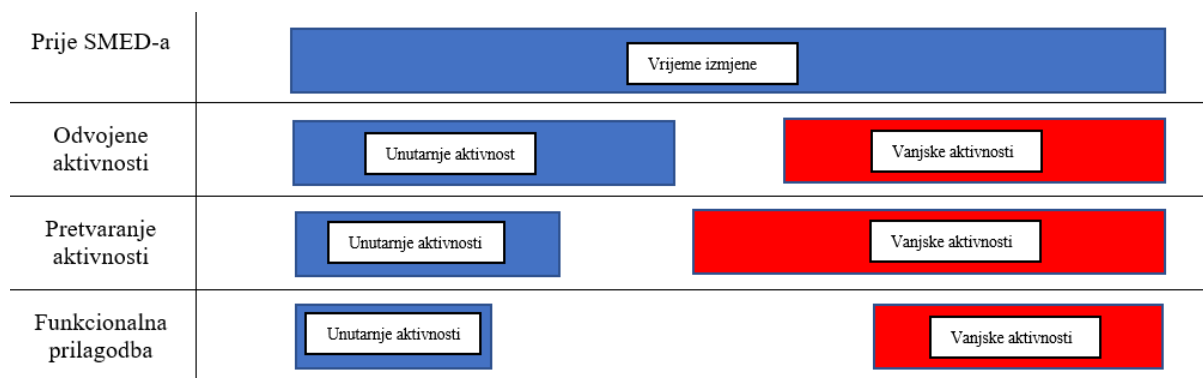 Prije SMED-a
Vrijeme izmjene
Odvojene
aktivnosti
Unutarnje aktivnost
Vanjske aktivnosti
Pretvaranje
aktivnosti
Unutarnje aktivnosti
Vanjske aktivnosti
Funkcionalna
prilagodba
Unutarnje aktivnosti
Vanjske aktivnosti